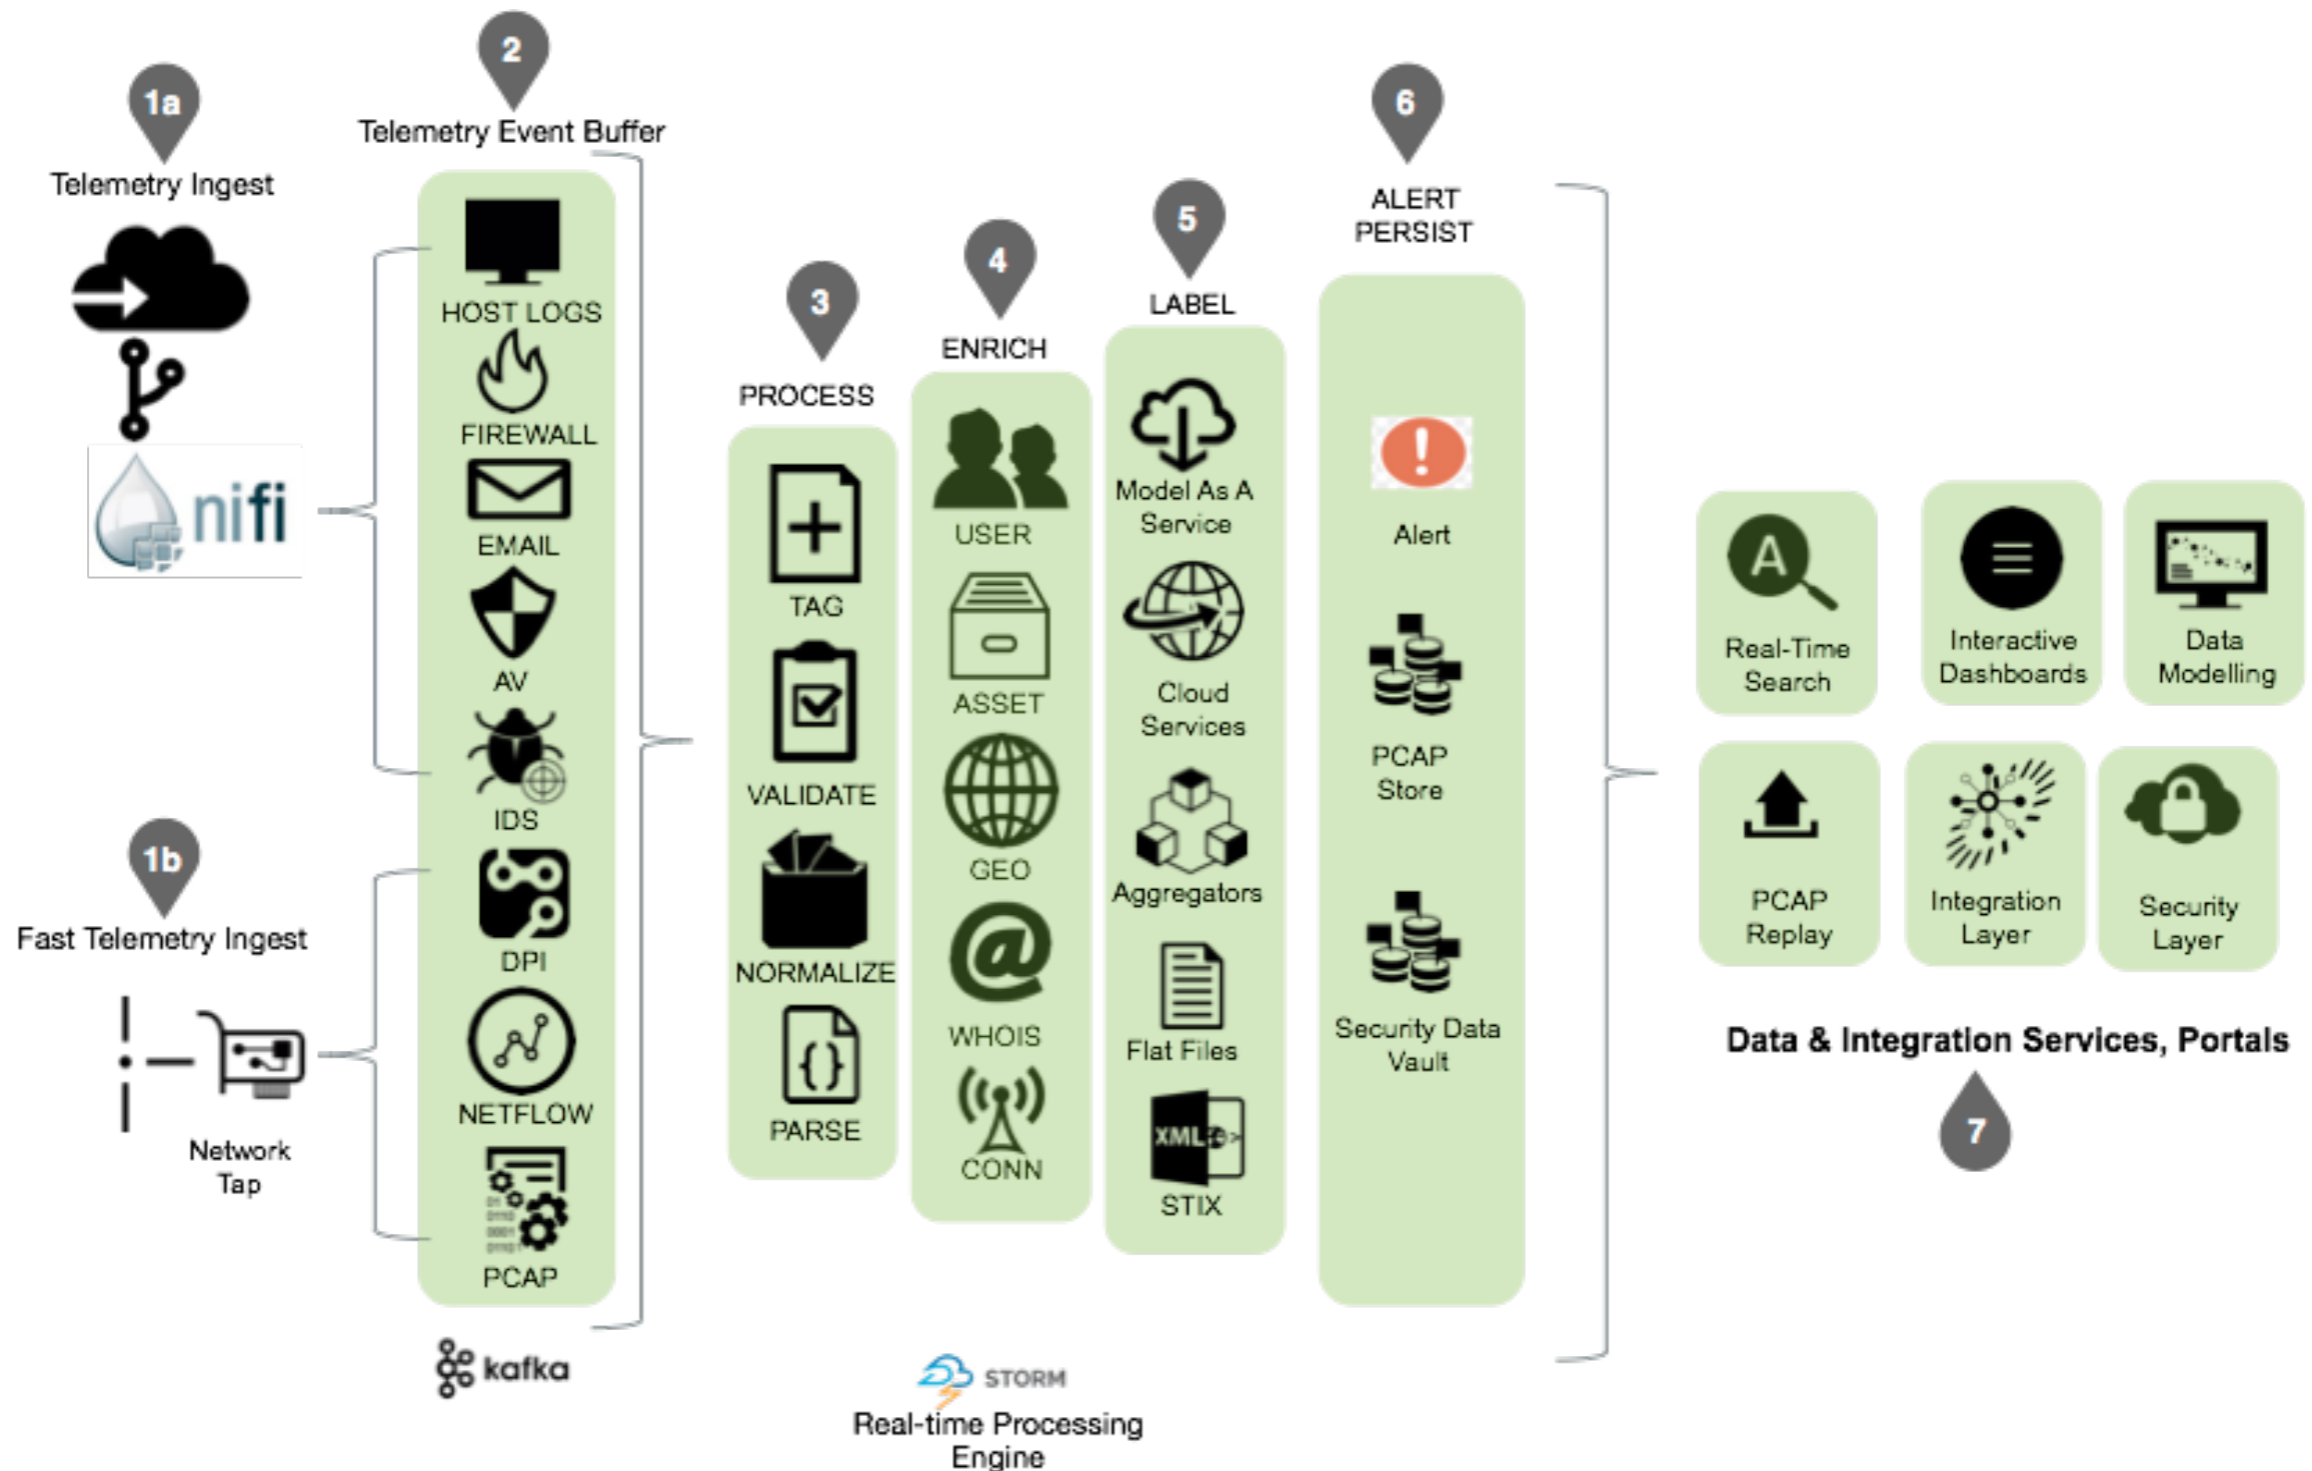 1a
Telemetry Ingest
nifi
1b
Fast Telemetry Ingest
Network
Tap
2
Telemetry Event Buffer
HOST LOGS
FIREWALL
EMAIL
AV
IDS
DPI
NETFLOW
PCAP
kafka
3
PROCESS
TAG
VALIDATE
NORMALIZE
PARSE
4
ENRICH
USER
ASSET
GEO
@
WHOIS
CONN
5
LABEL
Model As A
Service
Cloud
Services
Aggregators
Flat Files
XML
STIX
STORM
Real-time Processing
Engine
6
ALERT
PERSIST
!
Alert
PCAP
Store
Security Data
Vault
A
Real-Time
Search
Interactive
Dashboards
Data
Modelling
PCAP
Replay
Integration
Layer
Security
Layer
Data & Integration Services, Portals
7